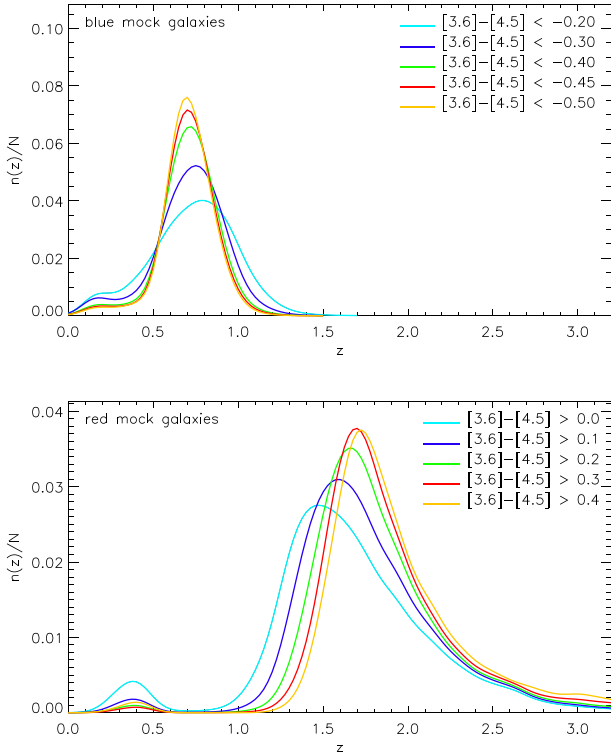 blue mock galaxies
[3.6]-[4.5] < -0.20
[3.6]-[4.5] < -0.30
[3.6]-[4.5] < -0.40
[3.6]-[4.5] < -0.45
[3.6]-[4.5] < -0.50
0.10
0.08
0.06
0.04
0.02
0.00
n(z)/N
0.0 0.5 1.0 1.5 2.0 2.5 3.0
z
red mock galaxies
[3.6]-[4.5] > 0.0
[3.6]-[4.5] > 0.1
[3.6]-[4.5] > 0.2
[3.6]-[4.5] > 0.3
[3.6]-[4.5] > 0.4
0.04
0.03
0.02
0.01
0.00
n(z)/N
0.0 0.5 1.0 1.5 2.0 2.5 3.0
z